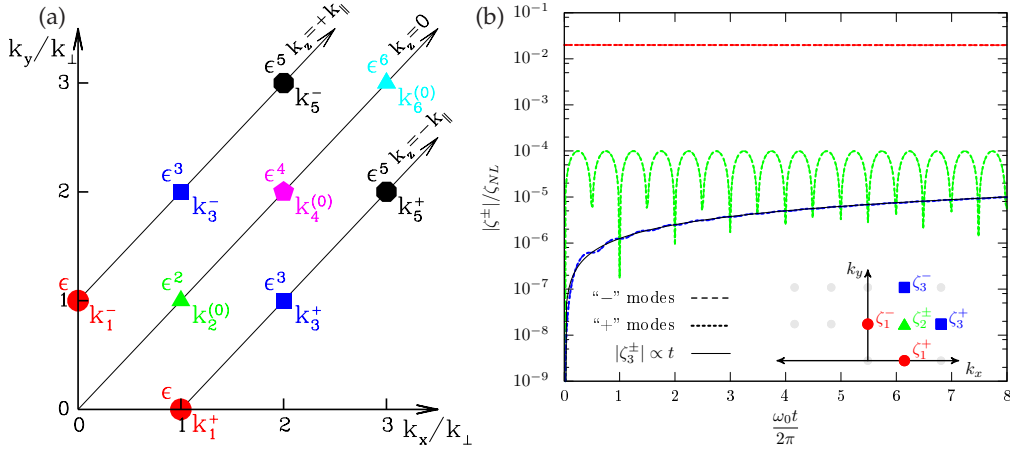 (a)
k_y/k_⊥
3
2
1
0
0
1
2
3
k_x/k_⊥
ϵ^5 k_z=+k_∥
ϵ^6 k_z=0
ϵ^5 k_z=−k_∥
k_5^−
k_6^(0)
k_5^+
ϵ^3
k_3^−
ϵ^4
k_4^(0)
ϵ
k_1^−
ϵ^2
k_2^(0)
ϵ^3
k_3^+
ϵ
k_1^+
(b)
|ζ^±|/ζ_NL
10^−1
10^−2
10^−3
10^−4
10^−5
10^−6
10^−7
10^−8
10^−9
0
1
2
3
4
5
6
7
8
ω_0 t
2π
“−” modes
“+” modes
|ζ_3^±| ∝ t
k_y
ζ_3^−
ζ_1^−
ζ_2^±
ζ_3^+
ζ_1^+
k_x